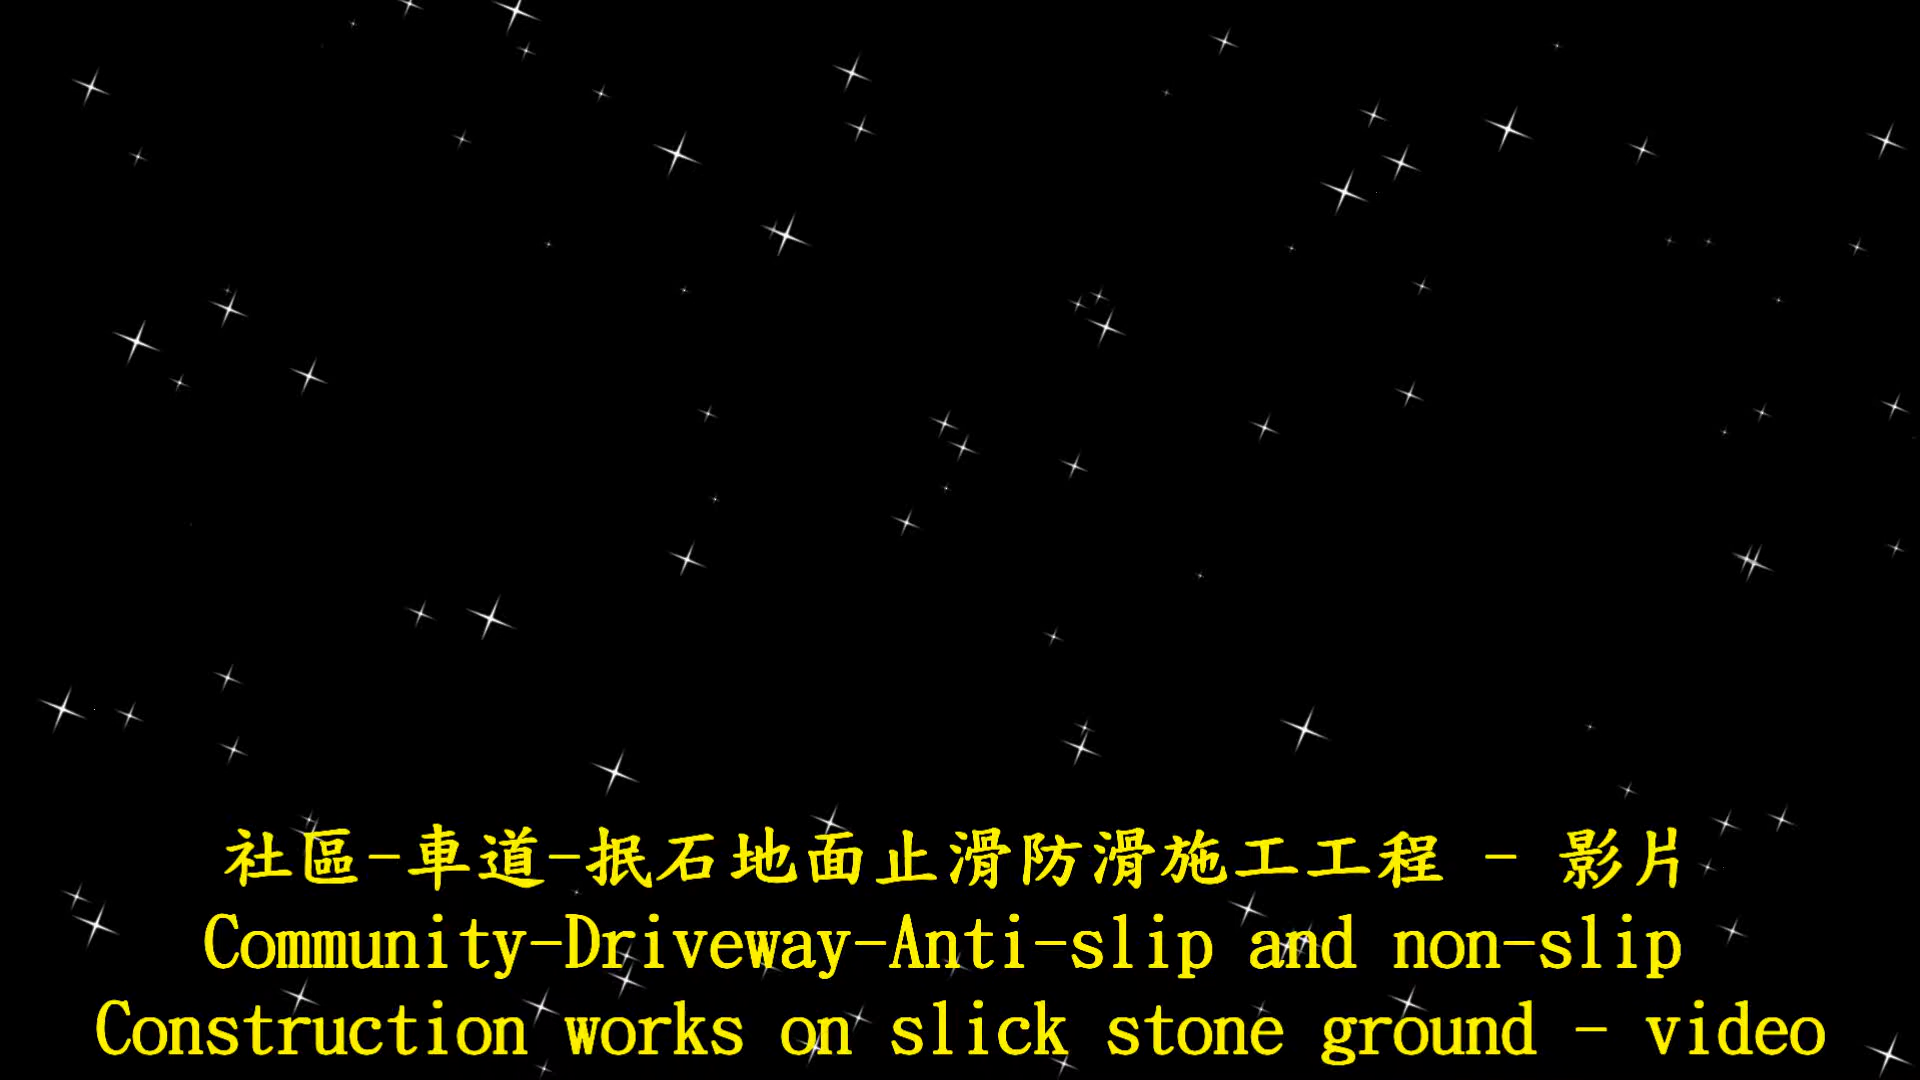 社區-車道-抿石地面止滑防滑施工工程 - 影片
Community-Driveway-Anti-slip and non-slip
Construction works on slick stone ground - video